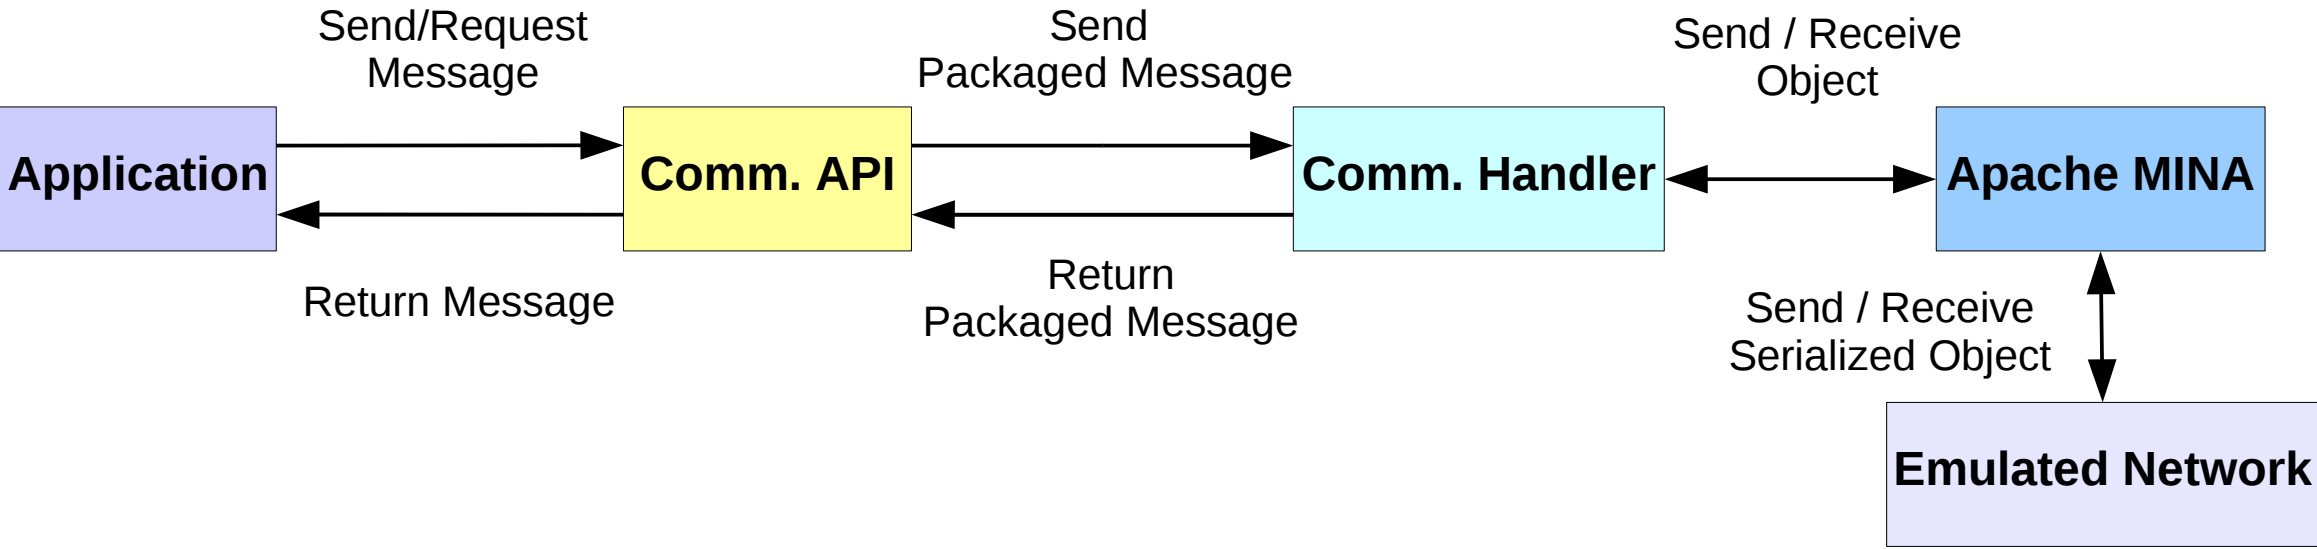 Send/Request
Message
Send
Packaged Message
Send / Receive
Object
Application
Comm. API
Comm. Handler
Apache MINA
Return Message
Return
Packaged Message
Send / Receive
Serialized Object
Emulated Network